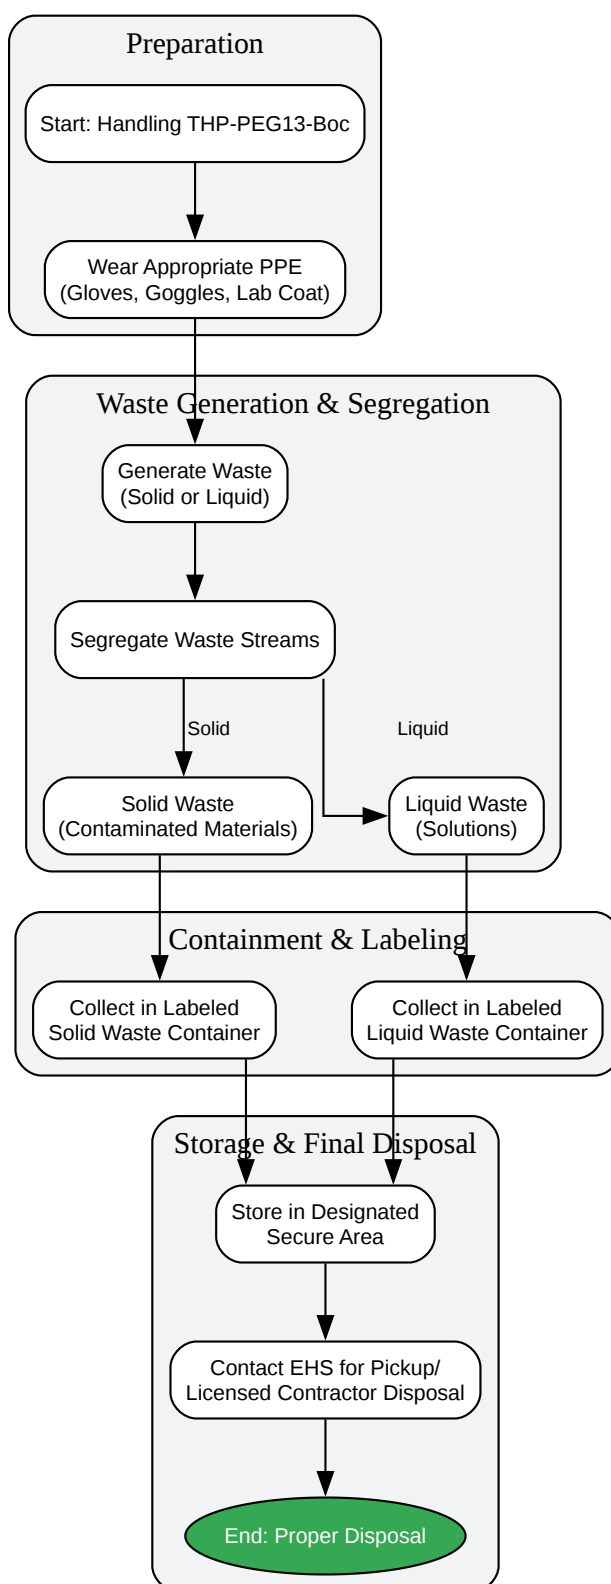 Preparation
Start: Handling THP-PEG13-Boc
Wear Appropriate PPE
(Gloves, Goggles, Lab Coat)
Waste Generation & Segregation
Generate Waste
(Solid or Liquid)
Segregate Waste Streams
Solid
Liquid
Solid Waste
(Contaminated Materials)
Liquid Waste
(Solutions)
Containment & Labeling
Collect in Labeled
Solid Waste Container
Collect in Labeled
Liquid Waste Container
Storage & Final Disposal
Store in Designated
Secure Area
Contact EHS for Pickup/
Licensed Contractor Disposal
End: Proper Disposal